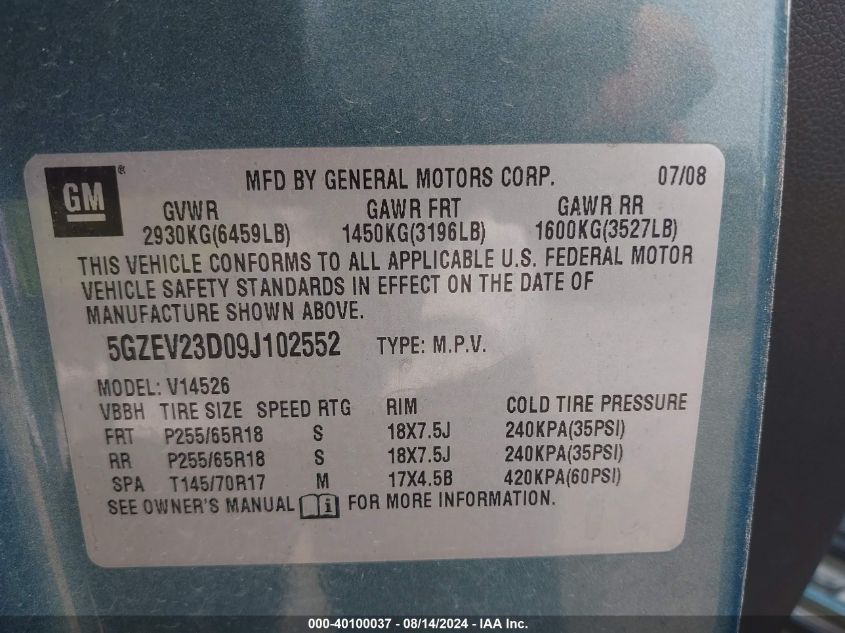 GM ®
MFD BY GENERAL MOTORS CORP. 07/08
GVWR GAWR FRT GAWR RR
2930KG(6459LB) 1450KG(3196LB) 1600KG(3527LB)
THIS VEHICLE CONFORMS TO ALL APPLICABLE U.S. FEDERAL MOTOR
VEHICLE SAFETY STANDARDS IN EFFECT ON THE DATE OF
MANUFACTURE SHOWN ABOVE.
5GZEV23D09J102552 TYPE: M.P.V.
MODEL: V14526
VBBH TIRE SIZE SPEED RTG RIM COLD TIRE PRESSURE
FRT P255/65R18 S 18X7.5J 240KPA(35PSI)
RR P255/65R18 S 18X7.5J 240KPA(35PSI)
SPA T145/70R17 M 17X4.5B 420KPA(60PSI)
SEE OWNER'S MANUAL i FOR MORE INFORMATION.
000-40100037 - 08/14/2024 - IAA Inc.